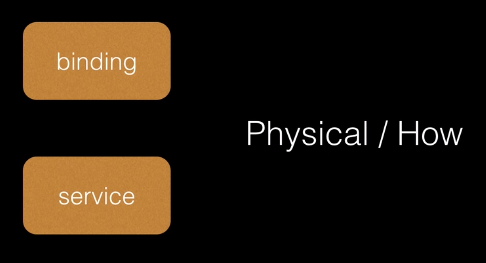 binding
Physical / How
service